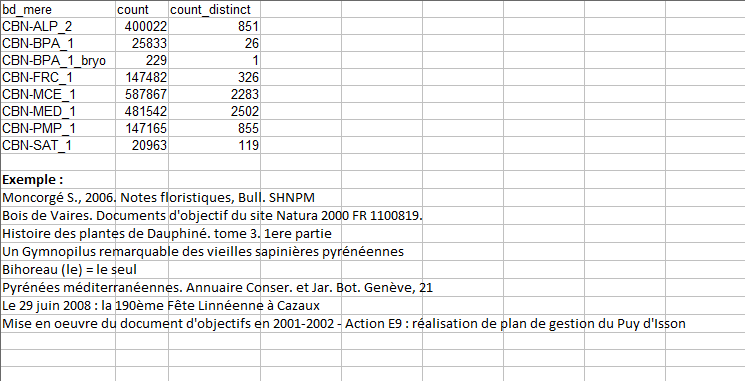 bd_mere count count_distinct
CBN-ALP_2 400022 851
CBN-BPA_1 25833 26
CBN-BPA_1_bryo 229 1
CBN-FRC_1 147482 326
CBN-MCE_1 587867 2283
CBN-MED_1 481542 2502
CBN-PMP_1 147165 855
CBN-SAT_1 20963 119
Exemple :
Moncorgé S., 2006. Notes floristiques, Bull. SHNPM
Bois de Vaires. Documents d'objectif du site Natura 2000 FR 1100819.
Histoire des plantes de Dauphiné. tome 3. 1ere partie
Un Gymnopilus remarquable des vieilles sapinières pyrénéennes
Bihoreau (le) = le seul
Pyrénées méditerranéennes. Annuaire Conser. et Jar. Bot. Genève, 21
Le 29 juin 2008 : la 190ème Fête Linnéenne à Cazaux
Mise en oeuvre du document d'objectifs en 2001-2002 - Action E9 : réalisation de plan de gestion du Puy d'Isson